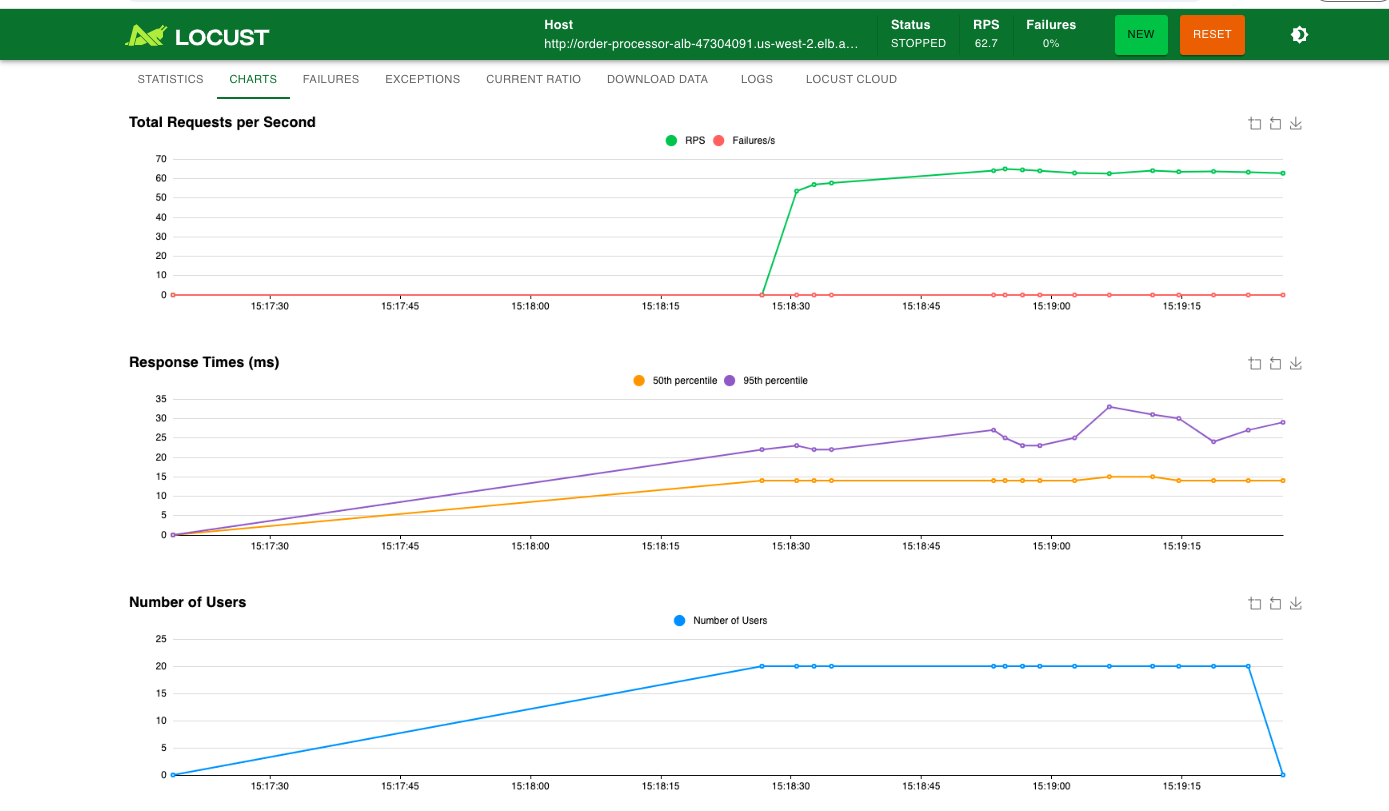 LOCUST
Host
http://order-processor-alb-47304091.us-west-2.elb.a...
Status
STOPPED
RPS
62.7
Failures
0%
NEW
RESET
STATISTICS CHARTS FAILURES EXCEPTIONS CURRENT RATIO DOWNLOAD DATA LOGS LOCUST CLOUD
Total Requests per Second
RPS Failures/s
70
60
50
40
30
20
10
0
15:17:30 15:17:45 15:18:00 15:18:15 15:18:30 15:18:45 15:19:00 15:19:15
Response Times (ms)
50th percentile 95th percentile
35
30
25
20
15
10
5
0
15:17:30 15:17:45 15:18:00 15:18:15 15:18:30 15:18:45 15:19:00 15:19:15
Number of Users
Number of Users
25
20
15
10
5
0
15:17:30 15:17:45 15:18:00 15:18:15 15:18:30 15:18:45 15:19:00 15:19:15